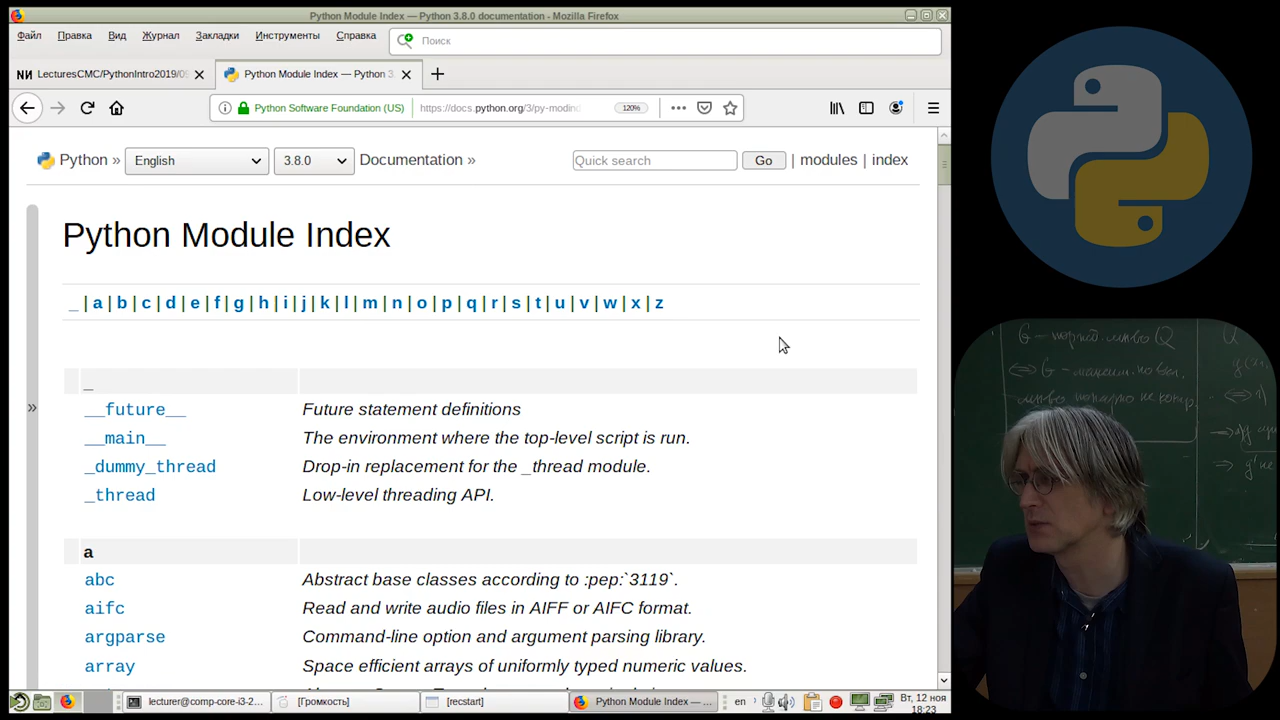 Python Module Index — Python 3.8.0 documentation - Mozilla Firefox
Файл Правка Вид Журнал Закладки Инструменты Справка Поиск
LecturesCMC/PythonIntro2019/0 Python Module Index — Python 3.
Python Software Foundation (US) https://docs.python.org/3/py-modin 120%
Python » English 3.8.0 Documentation » Quick search Go | modules | index
Python Module Index
_ | a | b | c | d | e | f | g | h | i | j | k | l | m | n | o | p | q | r | s | t | u | v | w | x | z
_
__future__ Future statement definitions
__main__ The environment where the top-level script is run.
_dummy_thread Drop-in replacement for the _thread module.
_thread Low-level threading API.
a
abc Abstract base classes according to :pep:`3119`.
aifc Read and write audio files in AIFF or AIFC format.
argparse Command-line option and argument parsing library.
array Space efficient arrays of uniformly typed numeric values.
lecturer@comp-core-i3-2... [Громкость] [recstart] Python Module Index — ... en Вт, 12 ноя
18:23